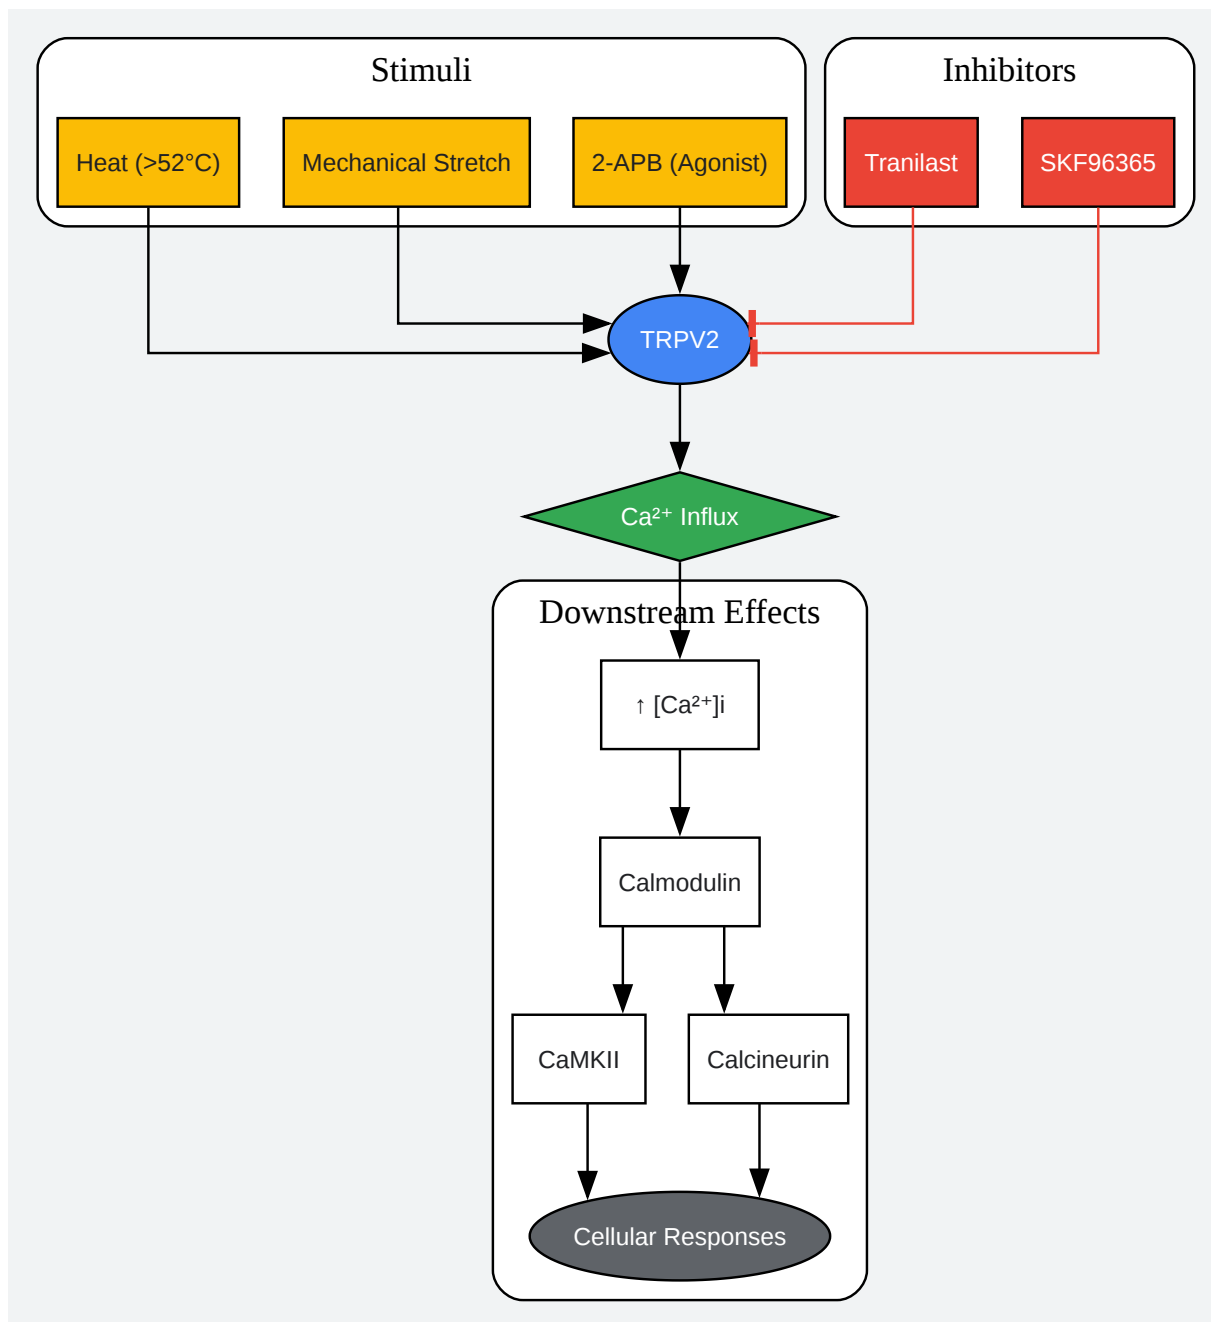 Stimuli
Inhibitors
Heat (>52°C)
Mechanical Stretch
2-APB (Agonist)
Tranilast
SKF96365
TRPV2
Ca²⁺ Influx
Downstream Effects
↑ [Ca²⁺]i
Calmodulin
CaMKII
Calcineurin
Cellular Responses